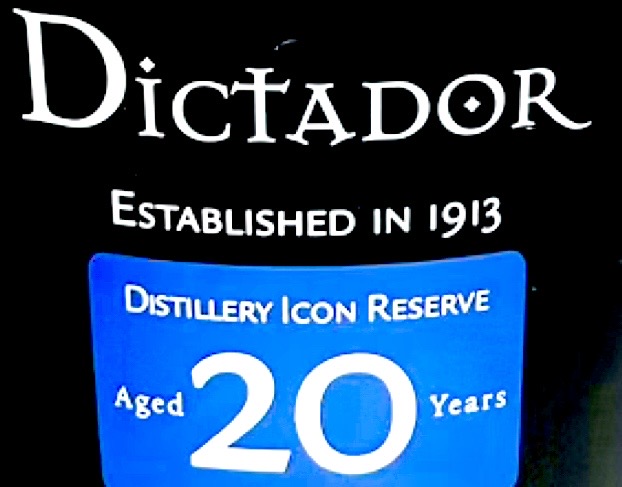 Dictador
Established in 1913
Distillery Icon Reserve
Aged 20 Years